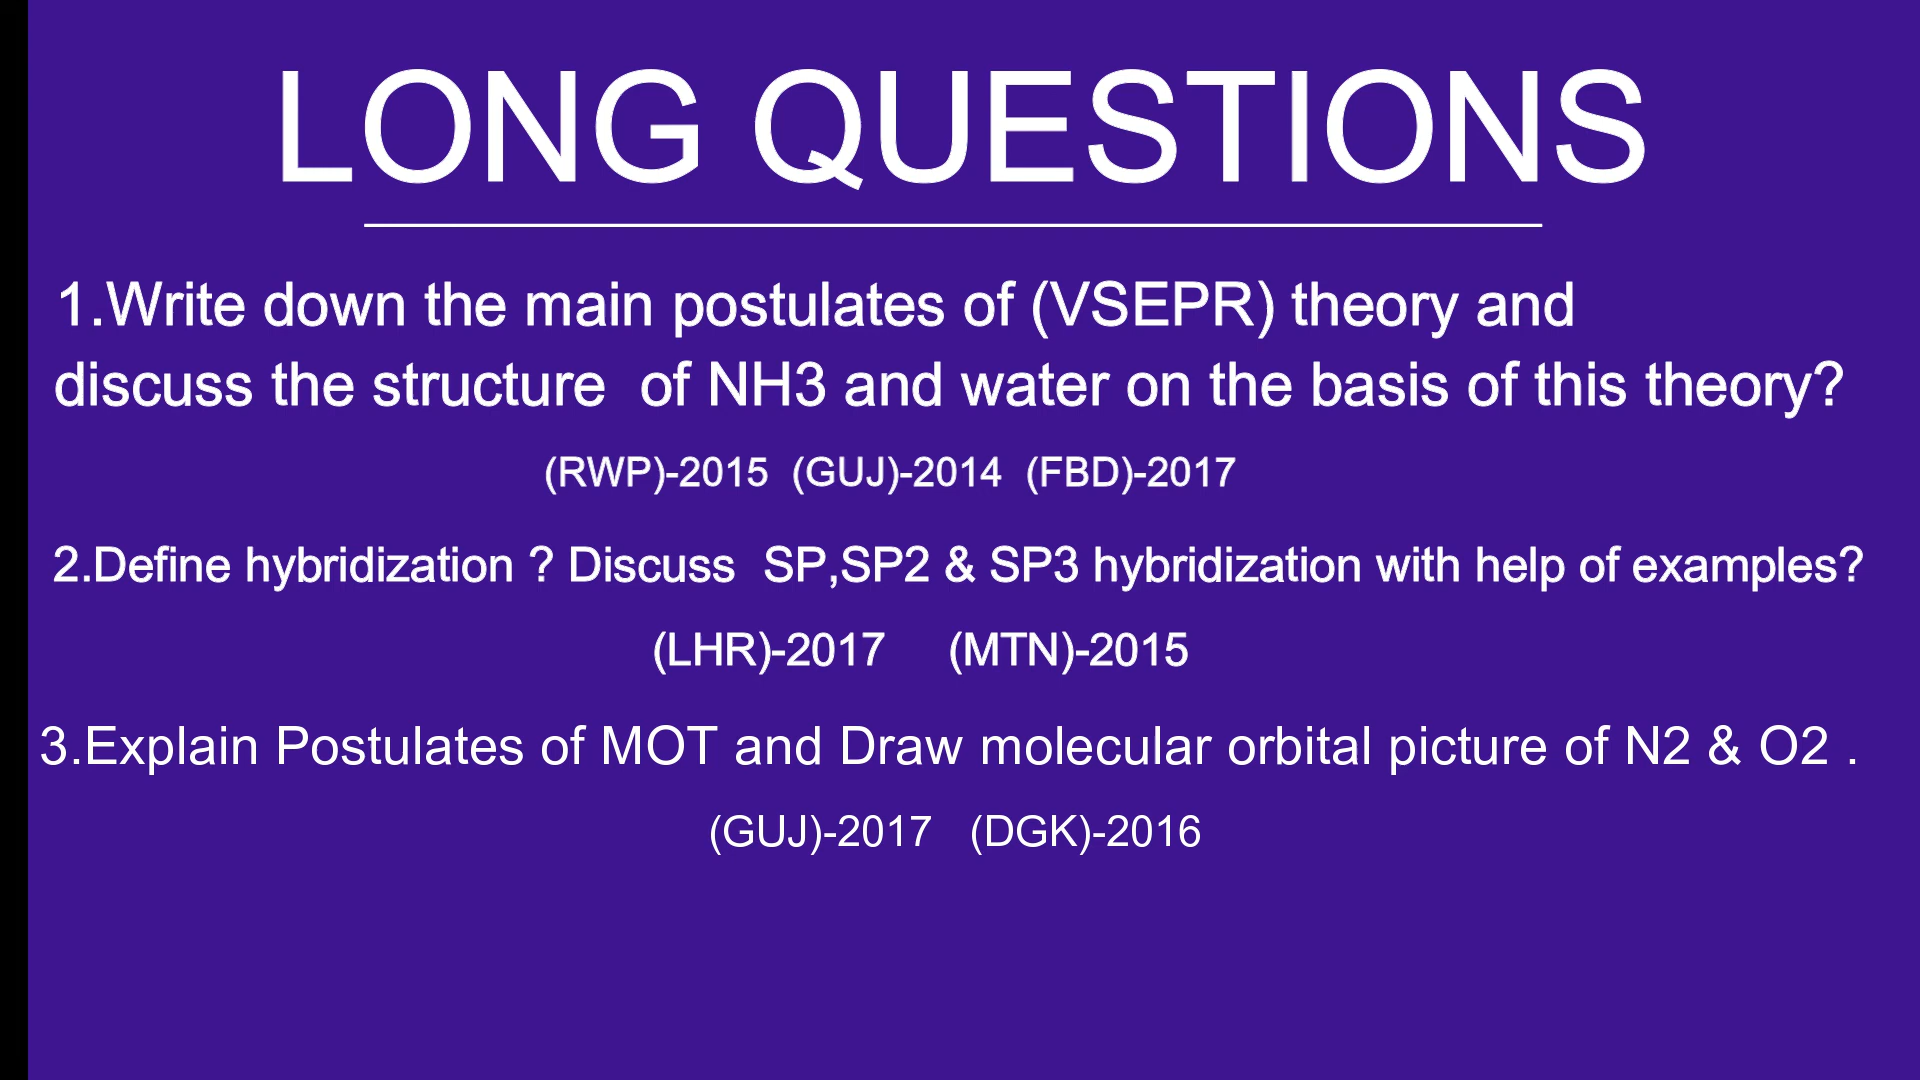 LONG QUESTIONS
1.Write down the main postulates of (VSEPR) theory and
discuss the structure  of NH3 and water on the basis of this theory?
(RWP)-2015  (GUJ)-2014  (FBD)-2017
2.Define hybridization ? Discuss  SP,SP2 & SP3 hybridization with help of examples?
(LHR)-2017     (MTN)-2015
3.Explain Postulates of MOT and Draw molecular orbital picture of N2 & O2 .
(GUJ)-2017   (DGK)-2016